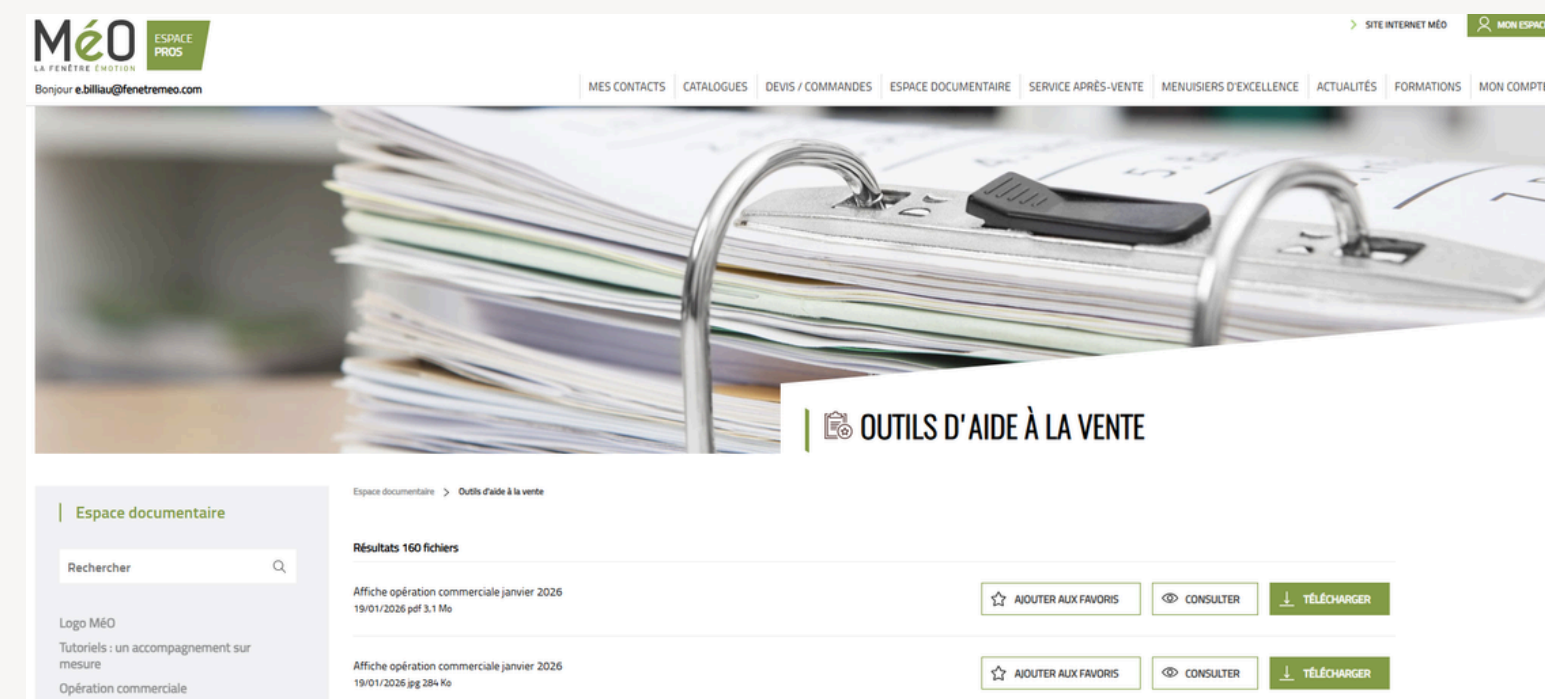 MéO
ESPACE
PROS
LA FENÊTRE ÉMOTION
SITE INTERNET MÉO
MON ESPACE
Bonjour e.billiau@fenetremeo.com
MES CONTACTS
CATALOGUES
DEVIS / COMMANDES
ESPACE DOCUMENTAIRE
SERVICE APRÈS-VENTE
MENUISIERS D'EXCELLENCE
ACTUALITÉS
FORMATIONS
MON COMPTE
OUTILS D'AIDE À LA VENTE
Espace documentaire
Rechercher
Logo MéO
Tutoriels : un accompagnement sur
mesure
Opération commerciale
Espace documentaire > Outils d'aide à la vente
Résultats 160 fichiers
Affiche opération commerciale janvier 2026
19/01/2026 pdf 3,1 Mo
AJOUTER AUX FAVORIS
CONSULTER
TÉLÉCHARGER
Affiche opération commerciale janvier 2026
19/01/2026 jpg 284 Ko
AJOUTER AUX FAVORIS
CONSULTER
TÉLÉCHARGER